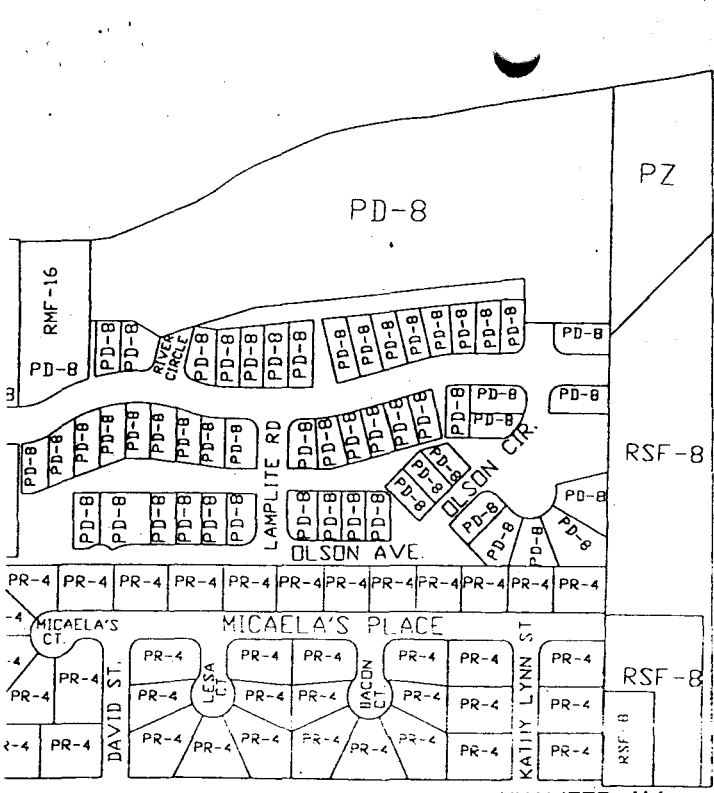 PZ
PD-8
RMF-16
PD-8
PD-8 PD-8
RIVER CIRCLE
PD-8 PD-8 PD-8 PD-8 PD-8
PD-8 PD-8 PD-8 PD-8 PD-8 PD-8 PD-8 PD-8
PD-8
8
PD-8 PD-8 PD-8 PD-8 PD-8 PD-8 PD-8 PD-8 PD-8
LAMPLITE RD
PD-8 PD-8 PD-8 PD-8 PD-8 PD-8
PD-8 PD-8
PD-8
PD-8
OLSON CIR.
RSF-8
PD-8 PD-8 PD-8
PD-8 PD-8 PD-8 PD-8 PD-8 PD-8
PD-8 PD-8 PD-8 PD-8
PD-8 PD-8 PD-8 PD-8 PD-8
OLSON AVE.
PR-4 PR-4 PR-4 PR-4 PR-4 PR-4 PR-4 PR-4 PR-4 PR-4 PR-4 PR-4
-4
MICAELA'S CT.
MICAELA'S PLACE
KATHY LYNN ST
-4
PR-4
DAVID ST.
PR-4
LESA CT.
PR-4 PR-4
BACON CT.
PR-4 PR-4 PR-4
RSF-8
PR-4
PR-4 PR-4 PR-4 PR-4 PR-4 PR-4
RSF-8
-4 PR-4
PR-4 PR-4 PR-4 PR-4 PR-4 PR-4 PR-4 PR-4